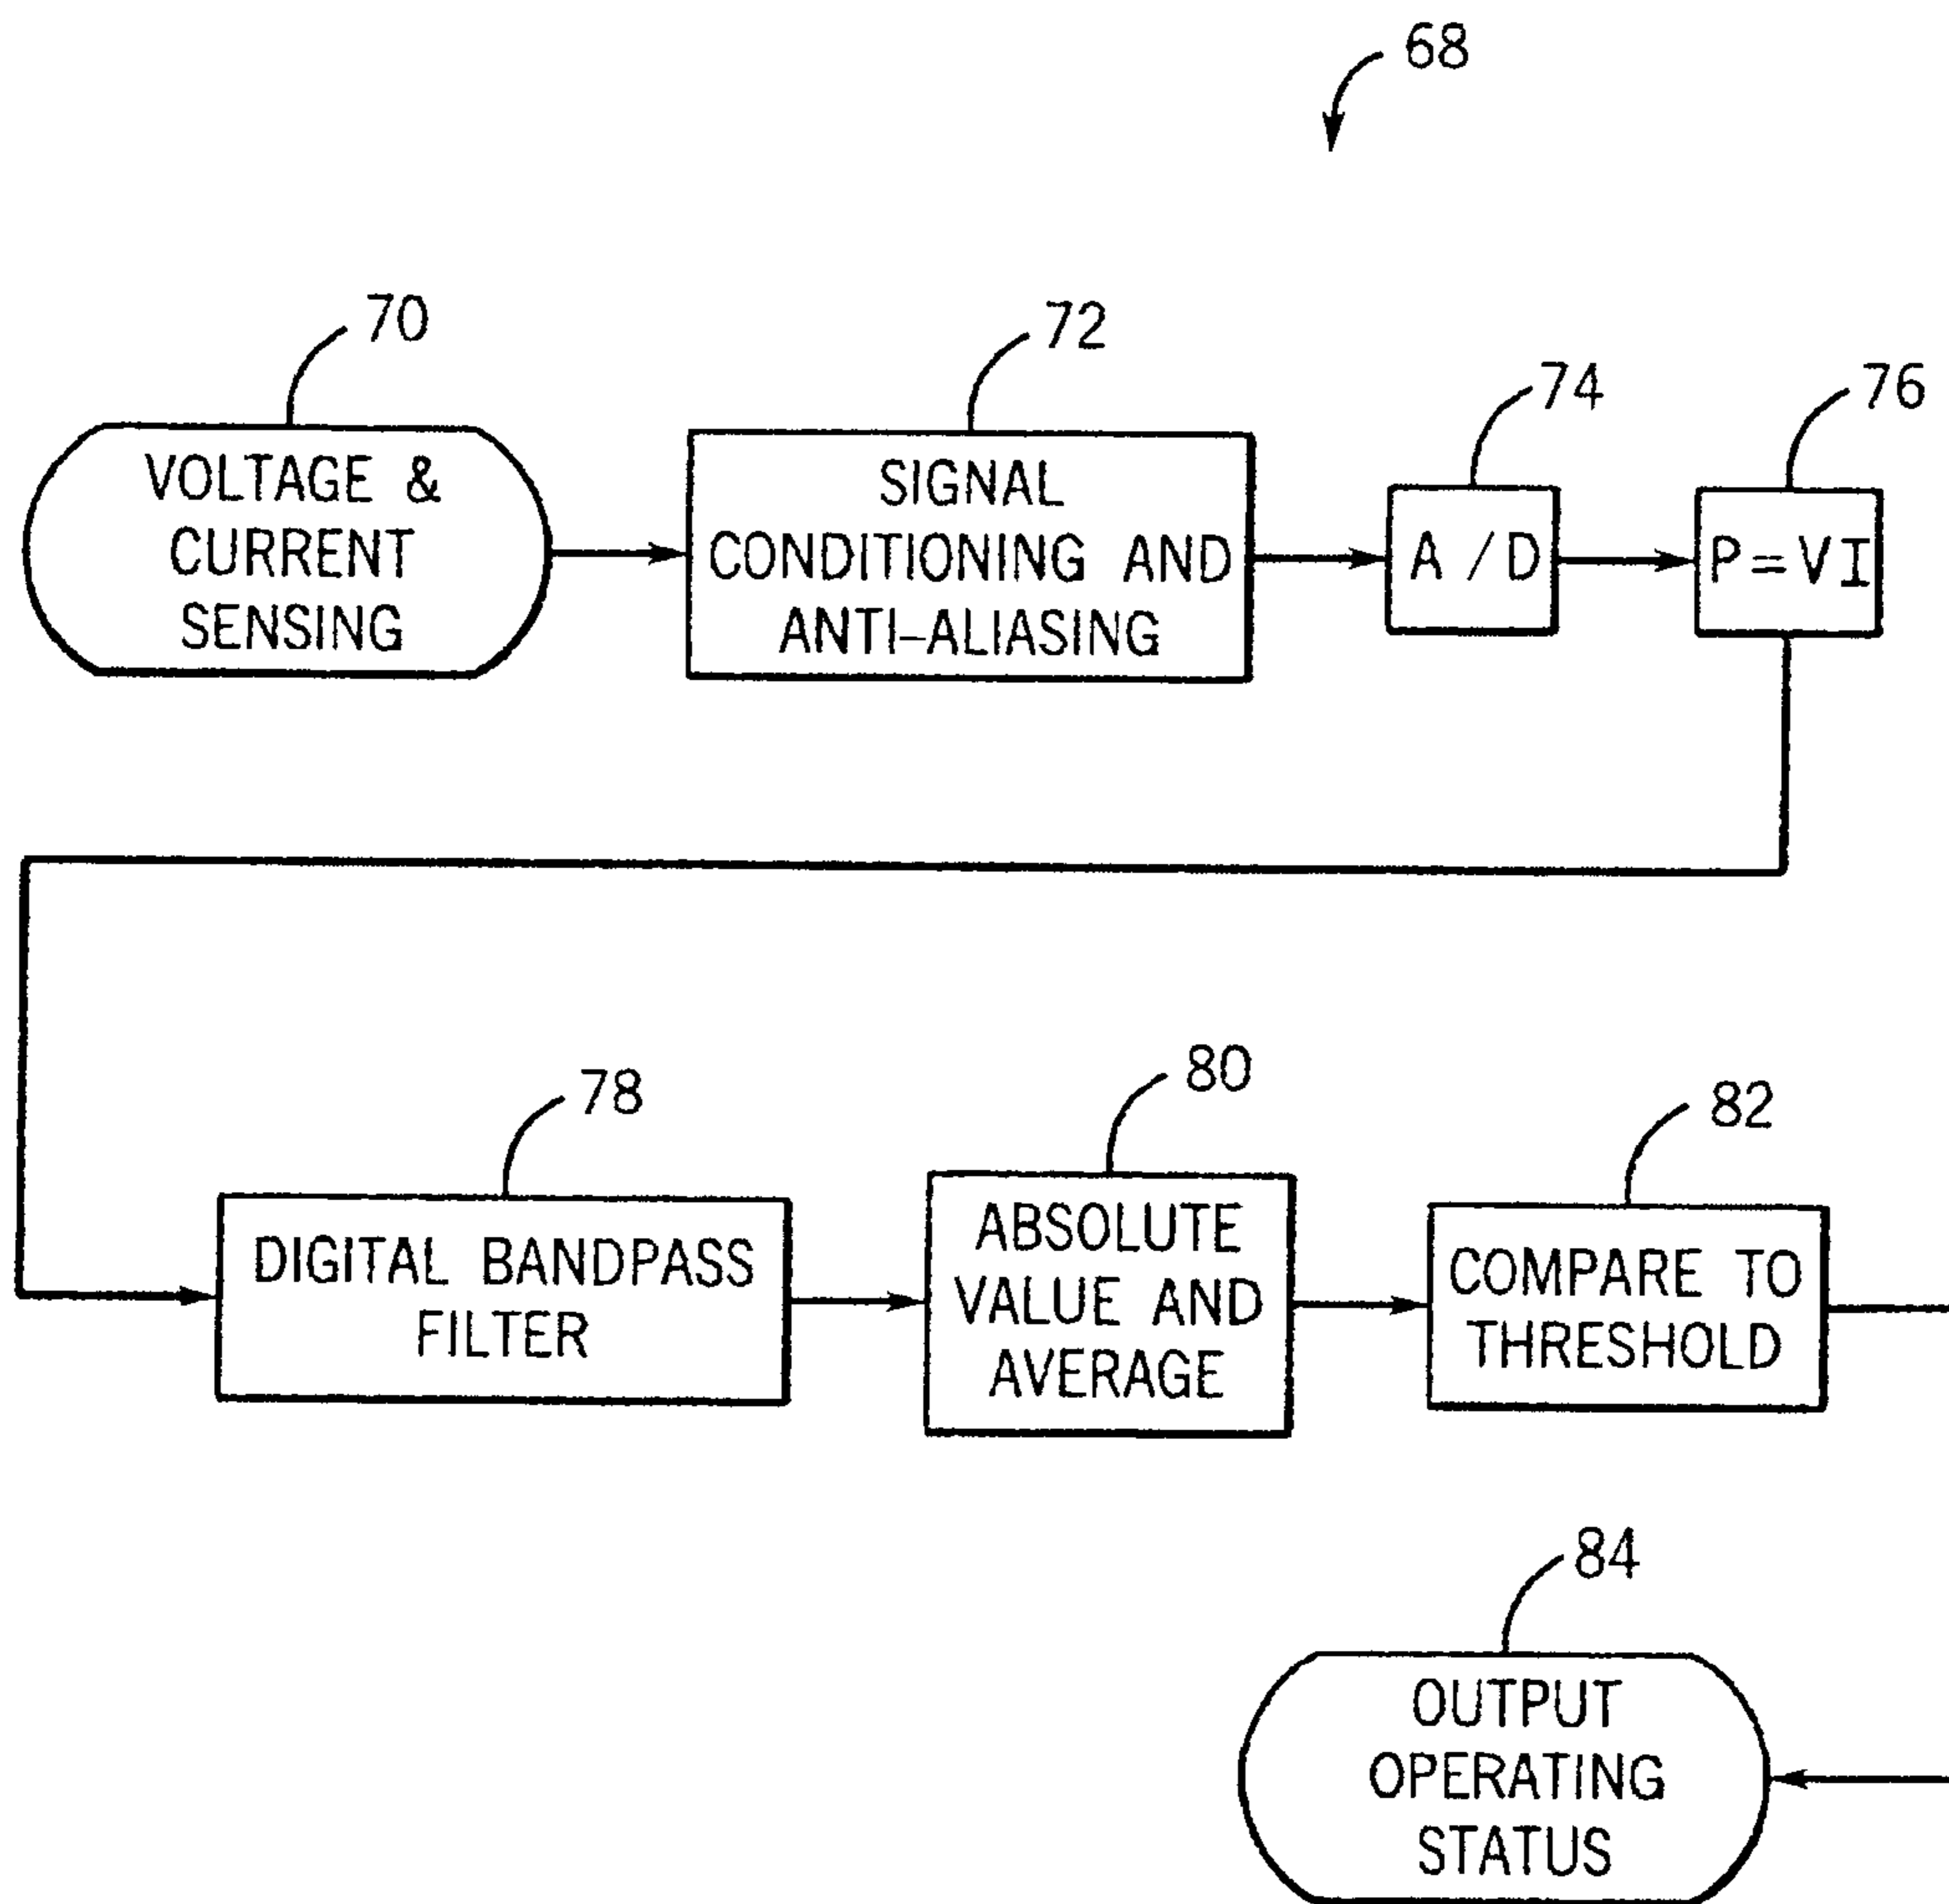 68
70
72
74
76
VOLTAGE &
CURRENT
SENSING
SIGNAL
CONDITIONING AND
ANTI-ALIASING
A/D
P=VI
78
80
82
DIGITAL BANDPASS
FILTER
ABSOLUTE
VALUE AND
AVERAGE
COMPARE TO
THRESHOLD
84
OUTPUT
OPERATING
STATUS